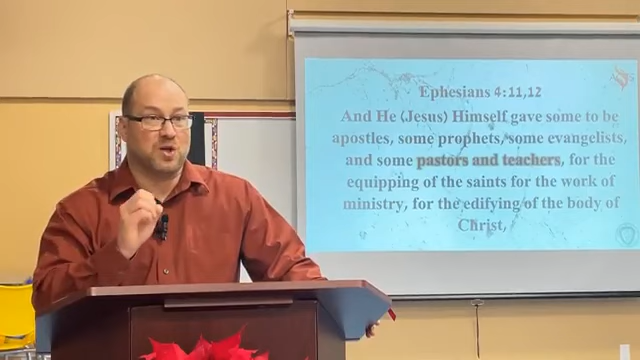 Ephesians 4:11,12
And He (Jesus) Himself gave some to be
apostles, some prophets, some evangelists,
and some pastors and teachers, for the
equipping of the saints for the work of
ministry, for the edifying of the body of
Christ,